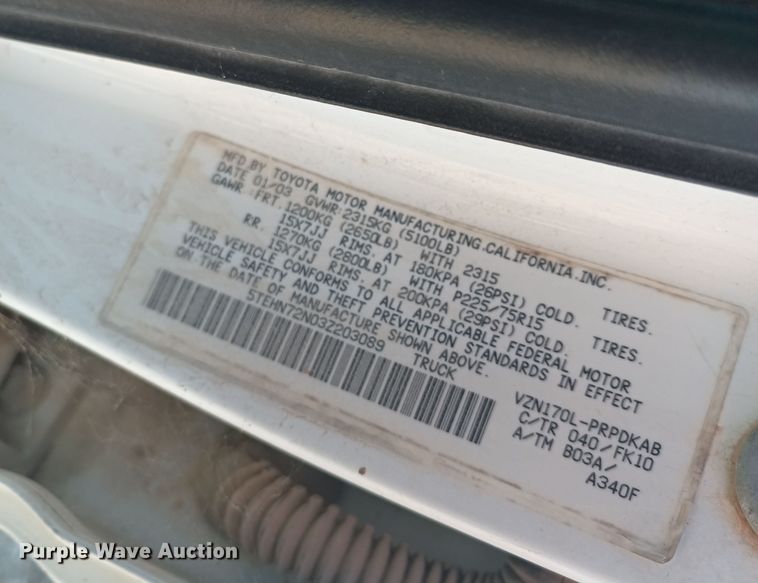 MFD BY TOYOTA MOTOR MANUFACTURING.CALIFORNIA.INC.
DATE 01/03 GVWR:2315KG (5100LB)
GAWR: FRT. 1200KG (2650LB) WITH 2315
15X7JJ RIMS. AT 180KPA (26PSI) COLD. TIRES.
RR. 1270KG (2800LB) WITH P225/75R15 TIRES.
15X7JJ RIMS. AT 200KPA (29PSI) COLD.
THIS VEHICLE CONFORMS TO ALL APPLICABLE FEDERAL MOTOR
VEHICLE SAFETY AND THEFT PREVENTION STANDARDS IN EFFECT
ON THE DATE OF MANUFACTURE SHOWN ABOVE.
5TEHN72N03Z203089 TRUCK
VZN170L-PRPDKAB
C/TR 040/FK10
A/TM B03A/
A340F
Purple Wave Auction